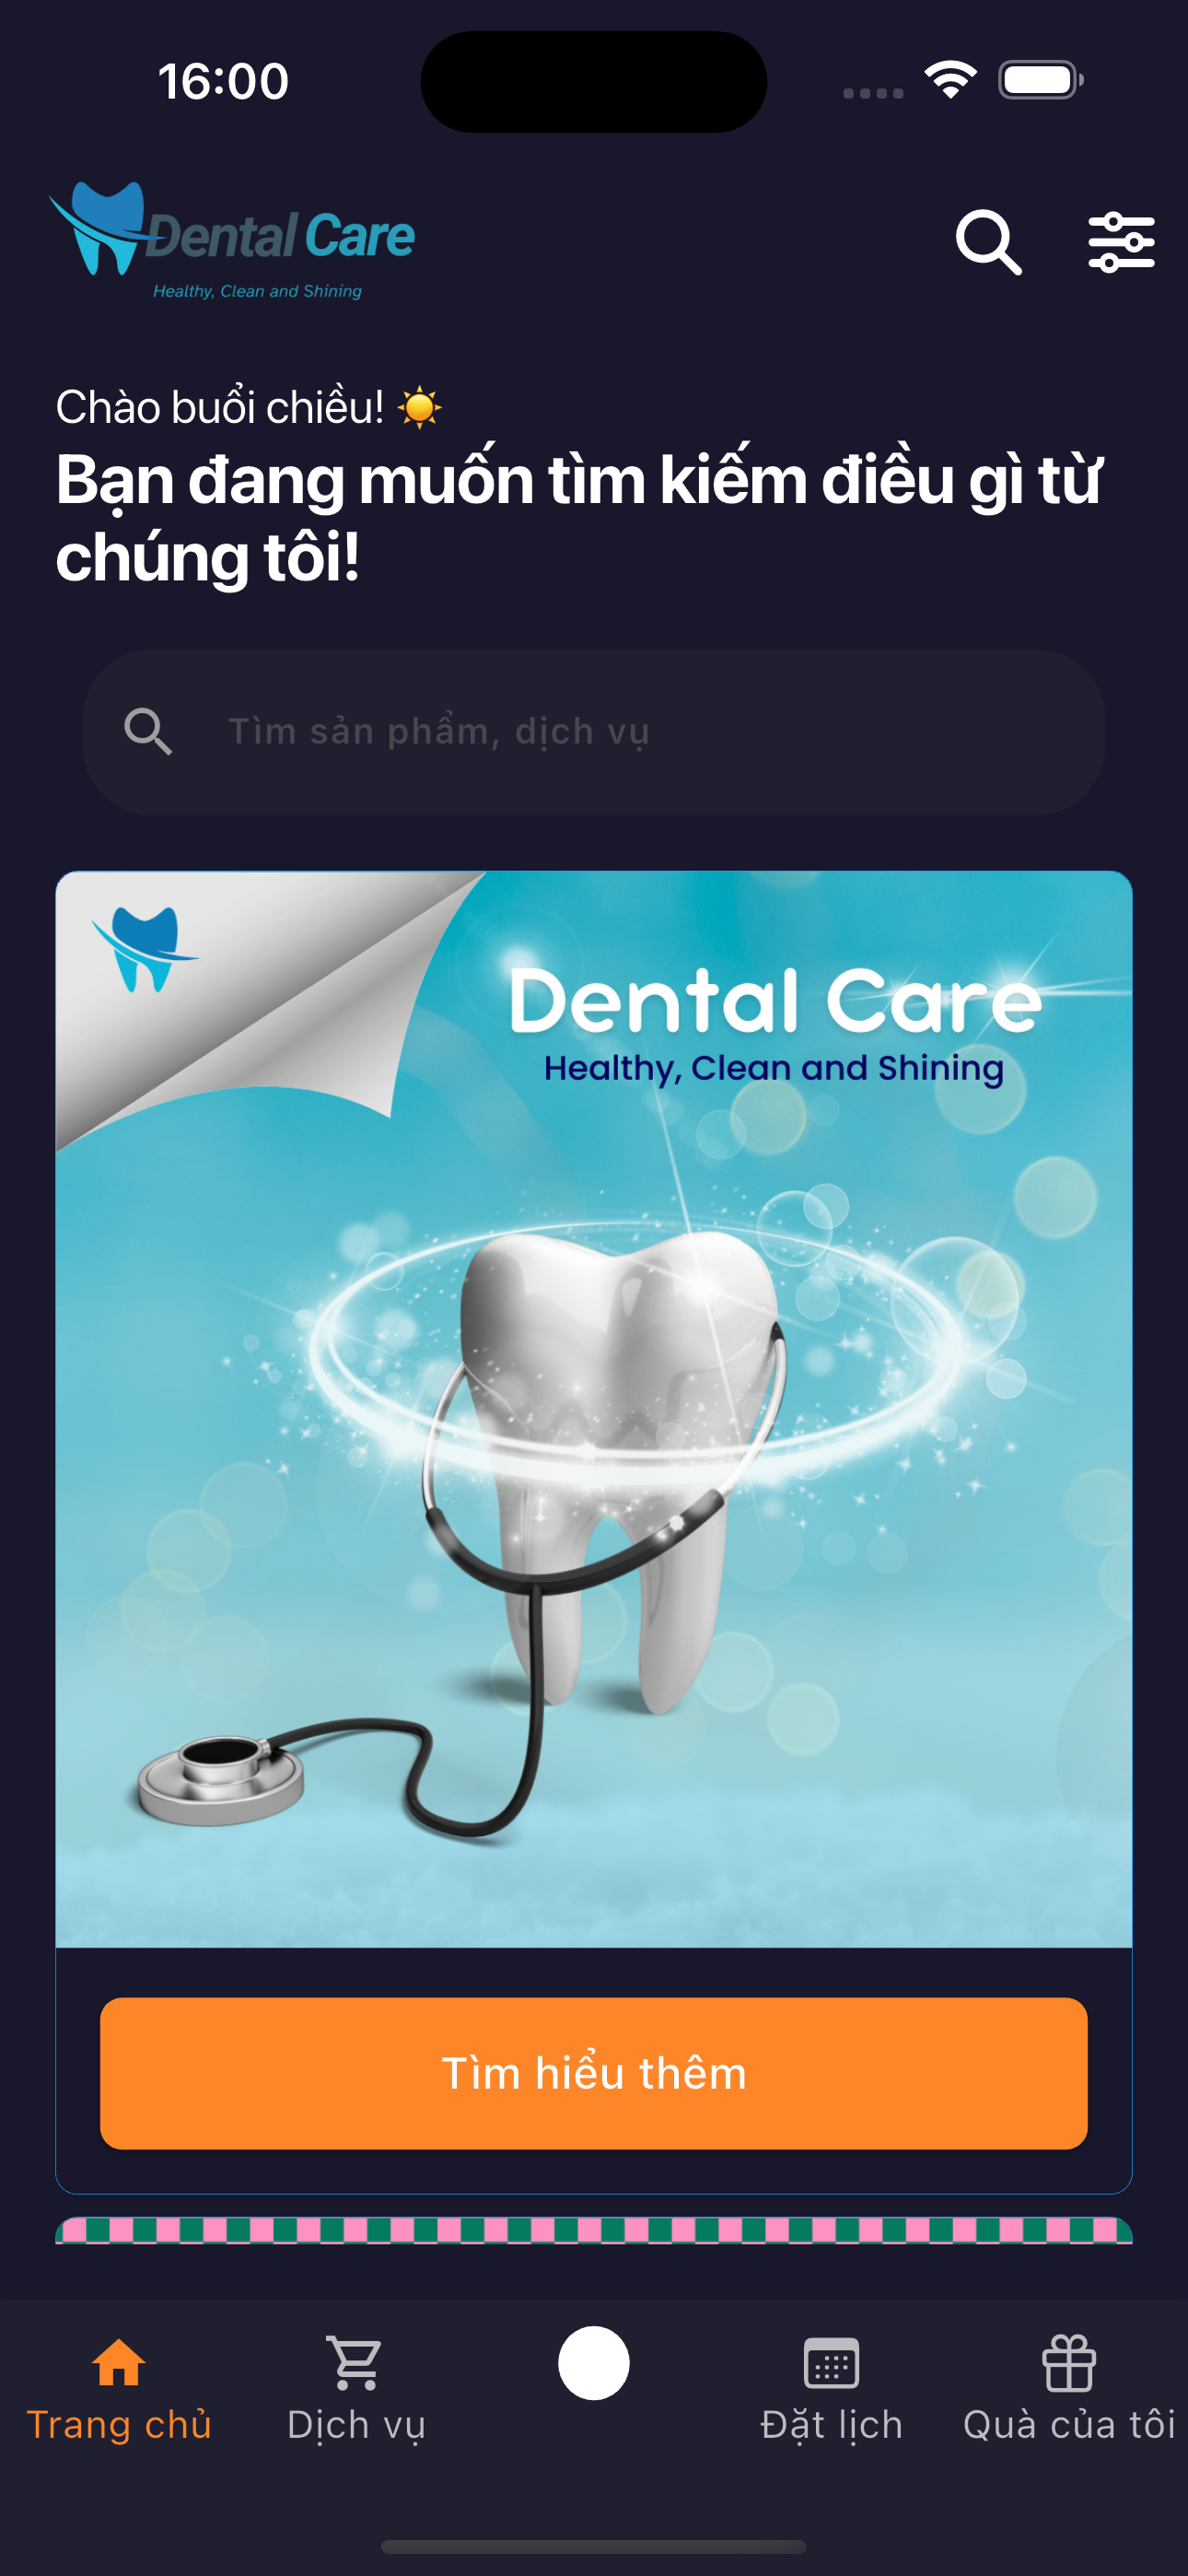 16:00
Dental Care
Healthy, Clean and Shining
Chào buổi chiều! ☀️
Bạn đang muốn tìm kiếm điều gì từ
chúng tôi!
Tìm sản phẩm, dịch vụ
Dental Care
Healthy, Clean and Shining
Tìm hiểu thêm
Trang chủ
Dịch vụ
Đặt lịch
Quà của tôi